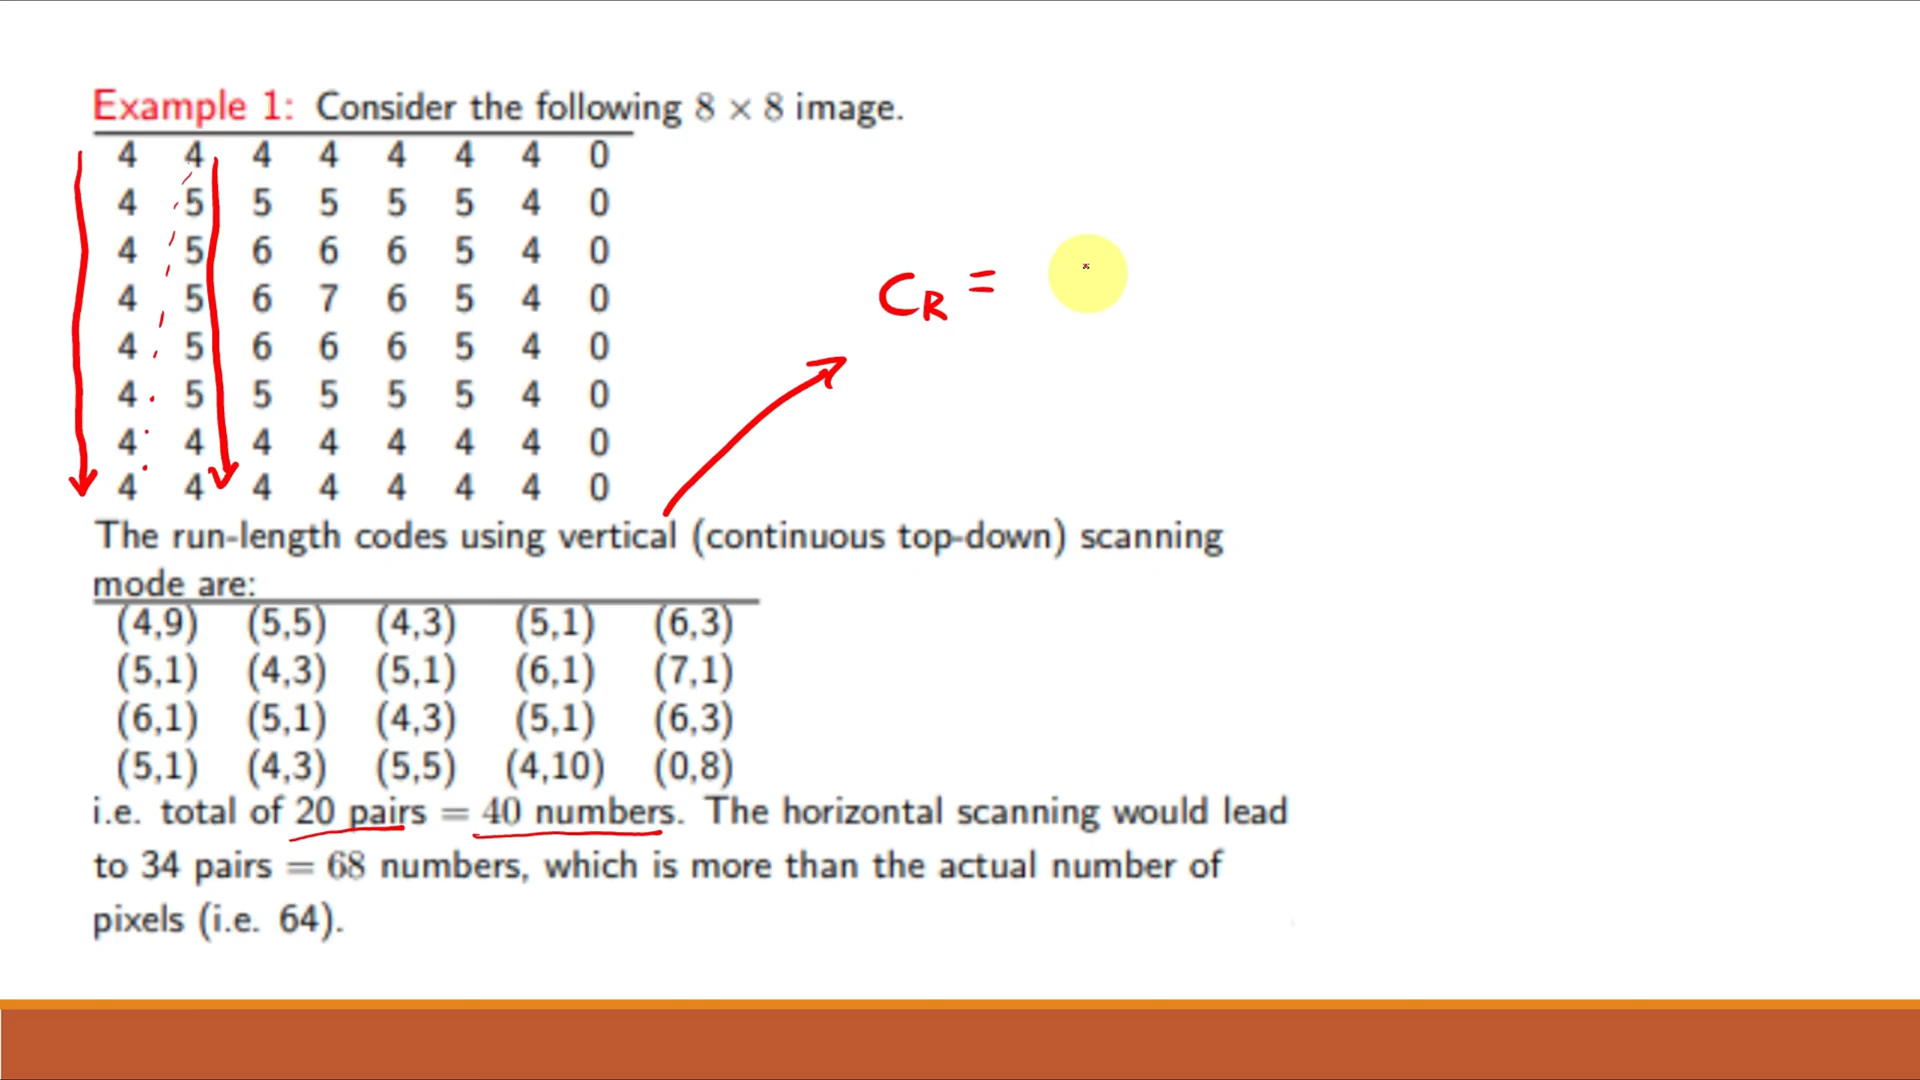 Example 1: Consider the following 8 × 8 image.
4 4 4 4 4 4 4 0
4 5 5 5 5 5 4 0
4 5 6 6 6 5 4 0
4 5 6 7 6 5 4 0
4 5 6 6 6 5 4 0
4 5 5 5 5 5 4 0
4 4 4 4 4 4 4 0
4 4 4 4 4 4 4 0
CR =
The run-length codes using vertical (continuous top-down) scanning
mode are:
(4,9) (5,5) (4,3) (5,1) (6,3)
(5,1) (4,3) (5,1) (6,1) (7,1)
(6,1) (5,1) (4,3) (5,1) (6,3)
(5,1) (4,3) (5,5) (4,10) (0,8)
i.e. total of 20 pairs = 40 numbers. The horizontal scanning would lead
to 34 pairs = 68 numbers, which is more than the actual number of
pixels (i.e. 64).